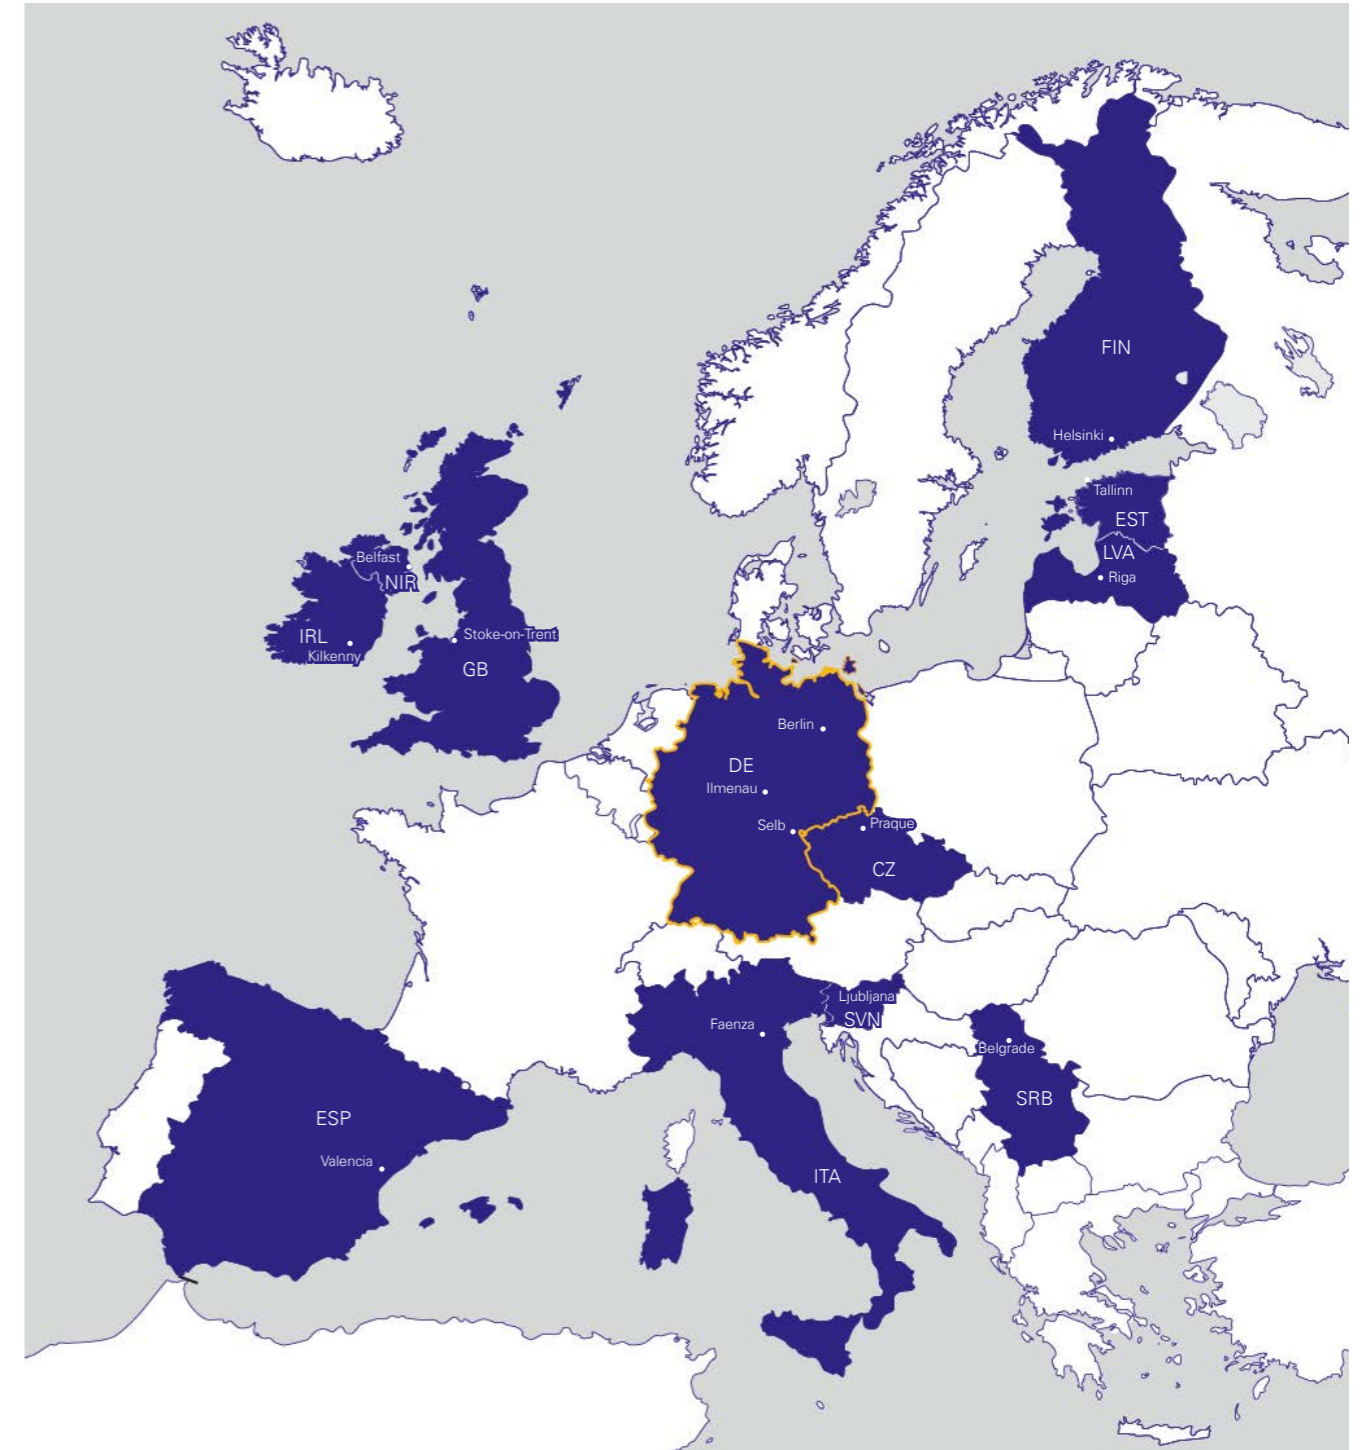 FIN
Helsinki
Tallinn
EST
LVA
Riga
Belfast
NIR
IRL
Kilkenny
Stoke-on-Trent
GB
Berlin
DE
Ilmenau
Selb
Praque
CZ
Ljubljana
SVN
Faenza
Belgrade
SRB
ESP
Valencia
ITA